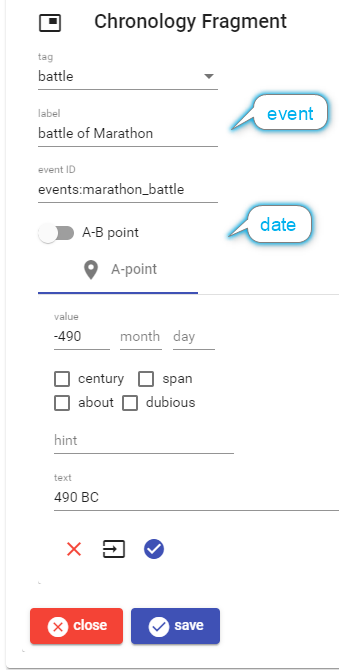 Chronology Fragment
tag
battle
label
event
battle of Marathon
event ID
events:marathon_battle
A-B point
date
A-point
value
-490 month day
century span
about dubious
hint
text
490 BC
close save